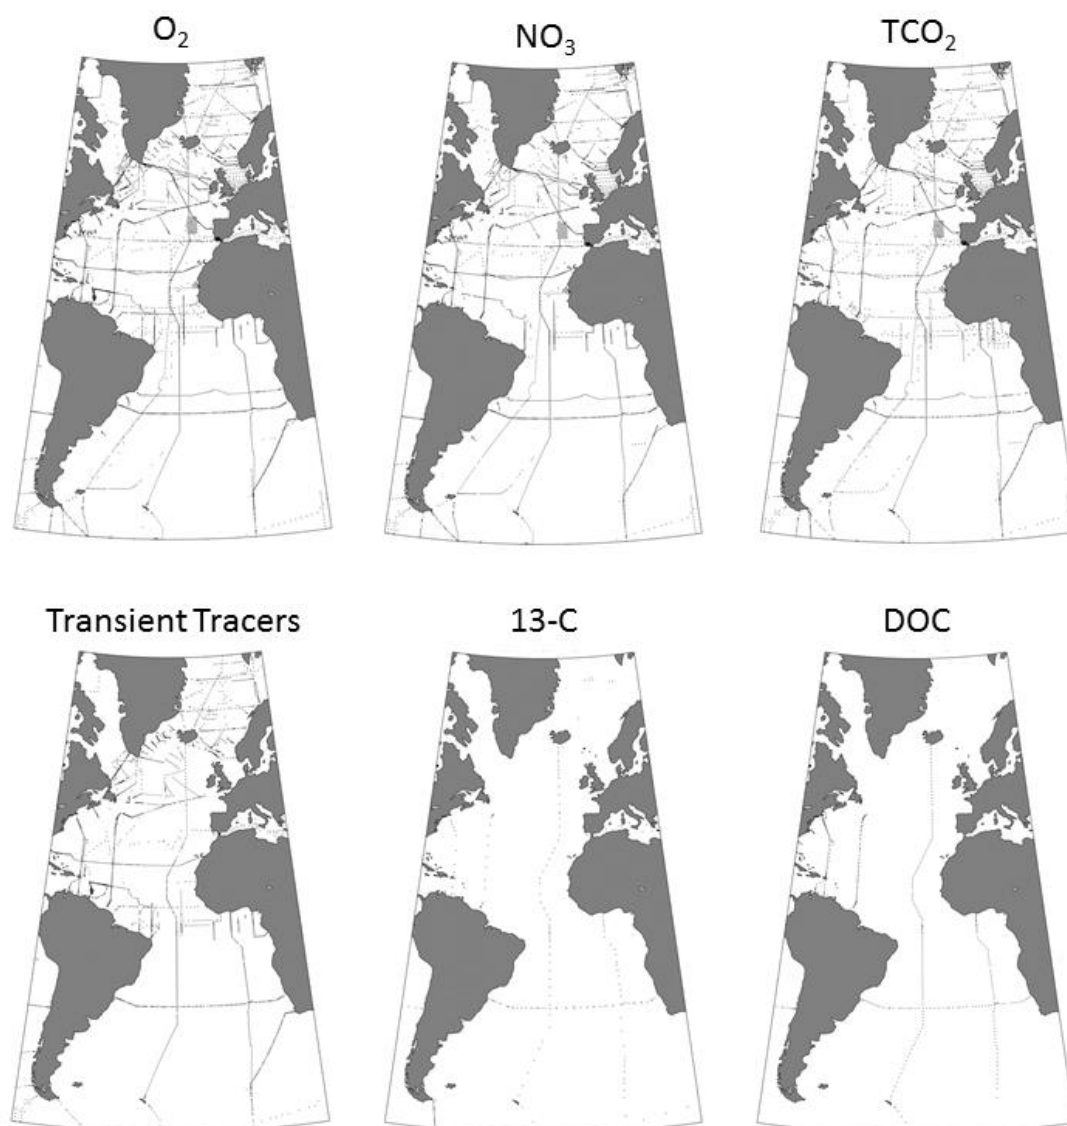 O₂
NO₃
TCO₂
Transient Tracers
13-C
DOC